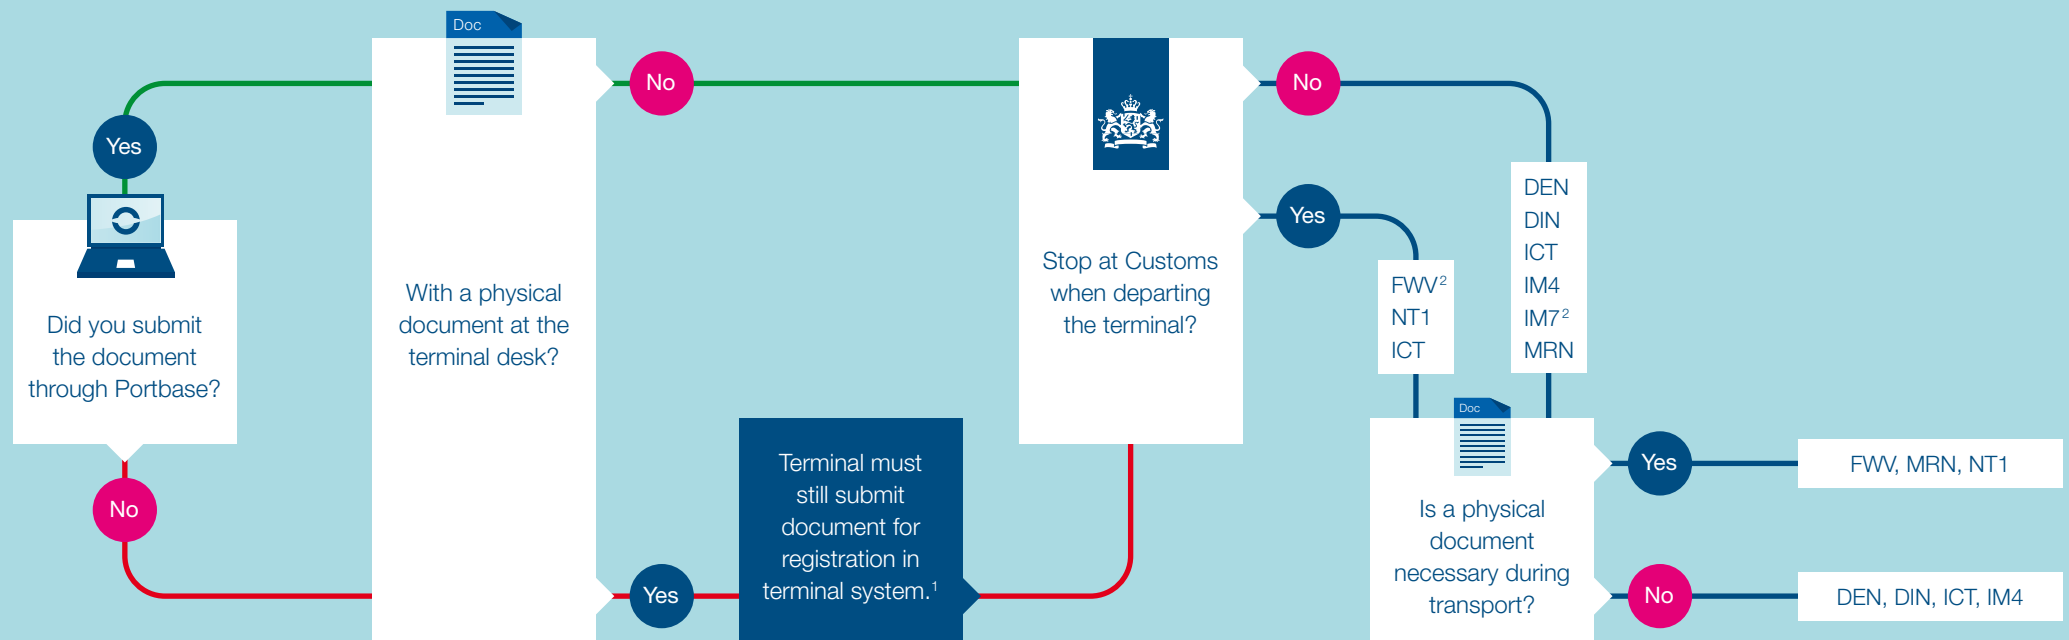 Yes
Did you submit
the document
through Portbase?
No
Doc
With a physical
document at the
terminal desk?
No
Yes
Terminal must
still submit
document for
registration in
terminal system.¹
Stop at Customs
when departing
the terminal?
No
Yes
FWV²
NT1
ICT
DEN
DIN
ICT
IM4
IM7²
MRN
Doc
Is a physical
document
necessary during
transport?
Yes
FWV, MRN, NT1
No
DEN, DIN, ICT, IM4